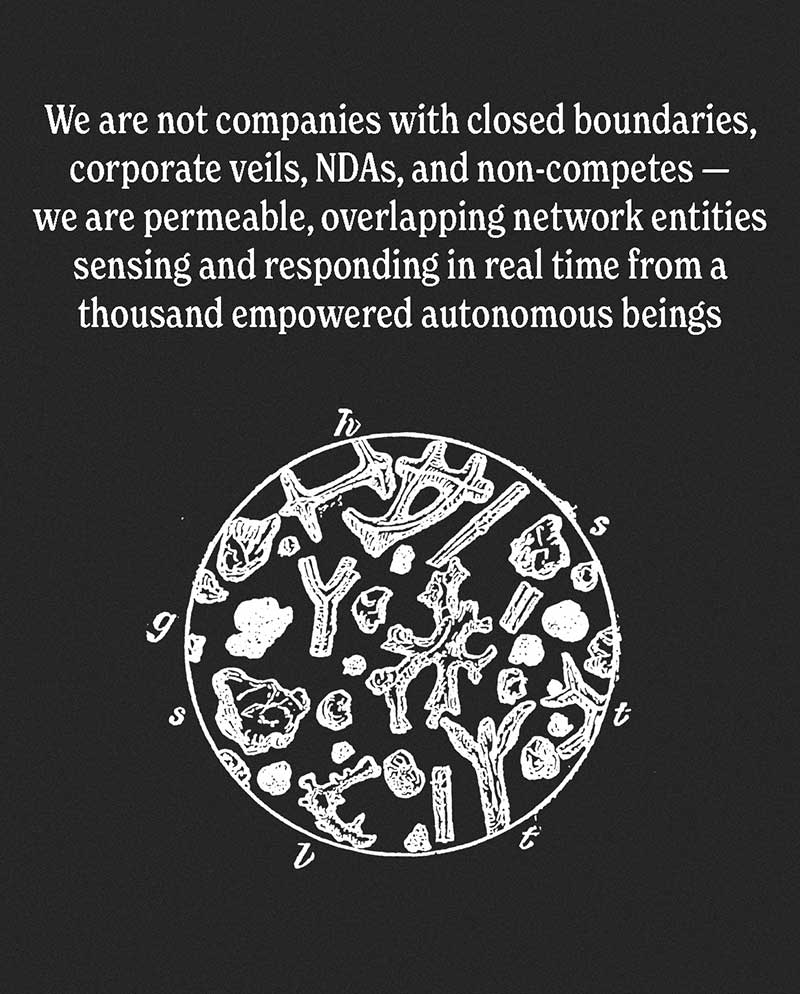 We are not companies with closed boundaries,
corporate veils, NDAs, and non-competes —
we are permeable, overlapping network entities
sensing and responding in real time from a
thousand empowered autonomous beings
h
s
g
s
t
t
l